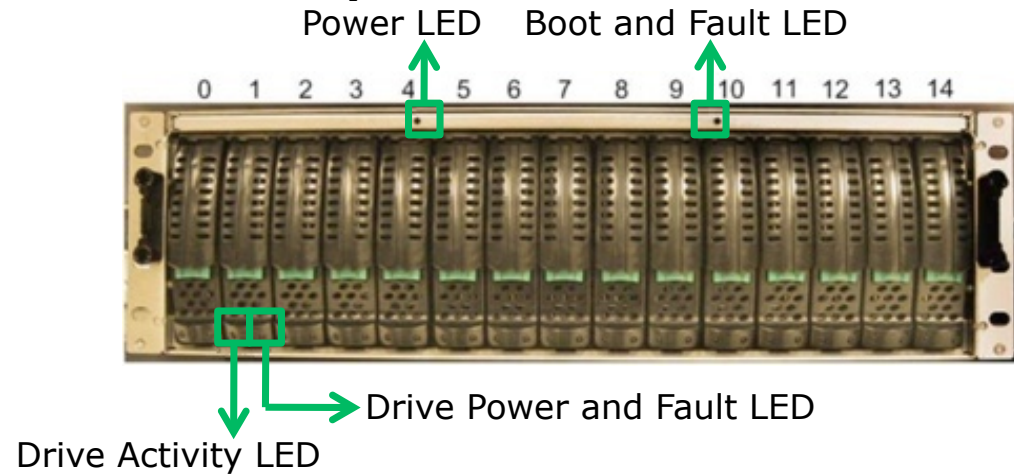 Power LED Boot and Fault LED
0 1 2 3 4 5 6 7 8 9 10 11 12 13 14
Drive Power and Fault LED
Drive Activity LED